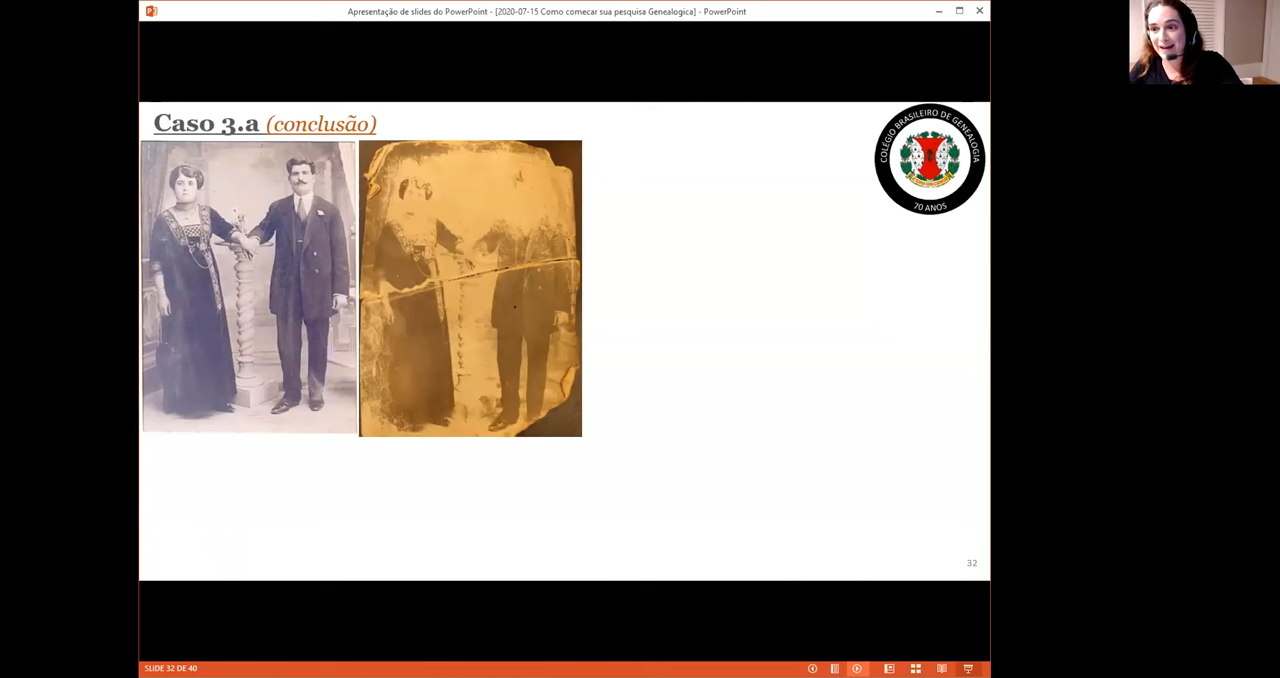 Apresentação de slides do PowerPoint - [2020-07-15 Como comecar sua pesquisa Genealogica] - PowerPoint
Caso 3.a (conclusão)
COLÉGIO BRASILEIRO DE GENEALOGIA
70 ANOS
32
SLIDE 32 DE 40